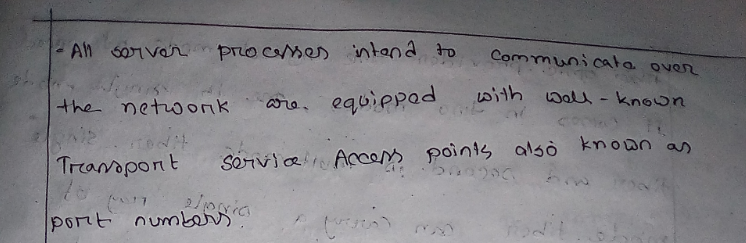 - All server processes intend to communicate over
the network are equipped with well-known
Transport service Access points also known as
port numbers.